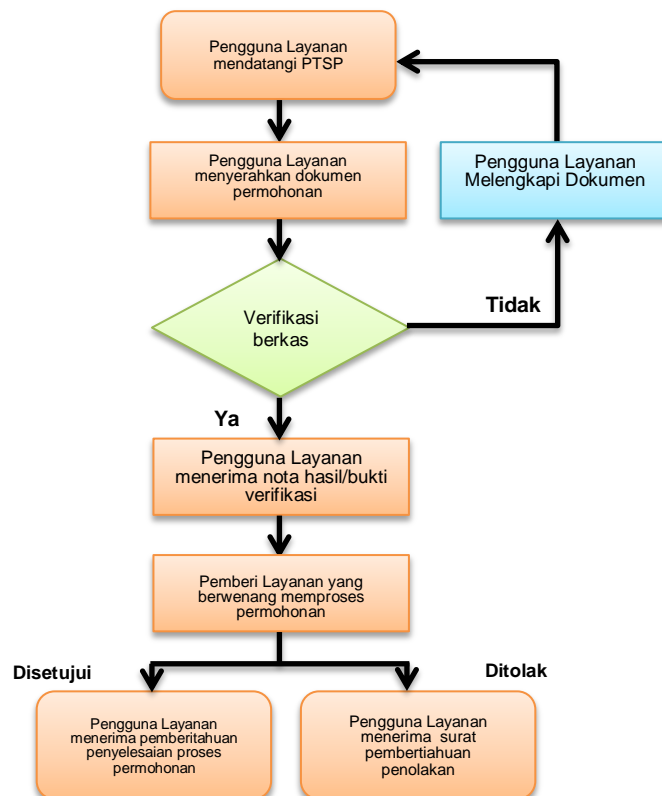 Pengguna Layanan
mendatangi PTSP
Pengguna Layanan
menyerahkan dokumen
permohonan
Pengguna Layanan
Melengkapi Dokumen
Verifikasi
berkas
Tidak
Ya
Pengguna Layanan
menerima nota hasil/bukti
verifikasi
Pemberi Layanan yang
berwenang memproses
permohonan
Disetujui
Ditolak
Pengguna Layanan
menerima pemberitahuan
penyelesaian proses
permohonan
Pengguna Layanan
menerima surat
pembertiahuan
penolakan